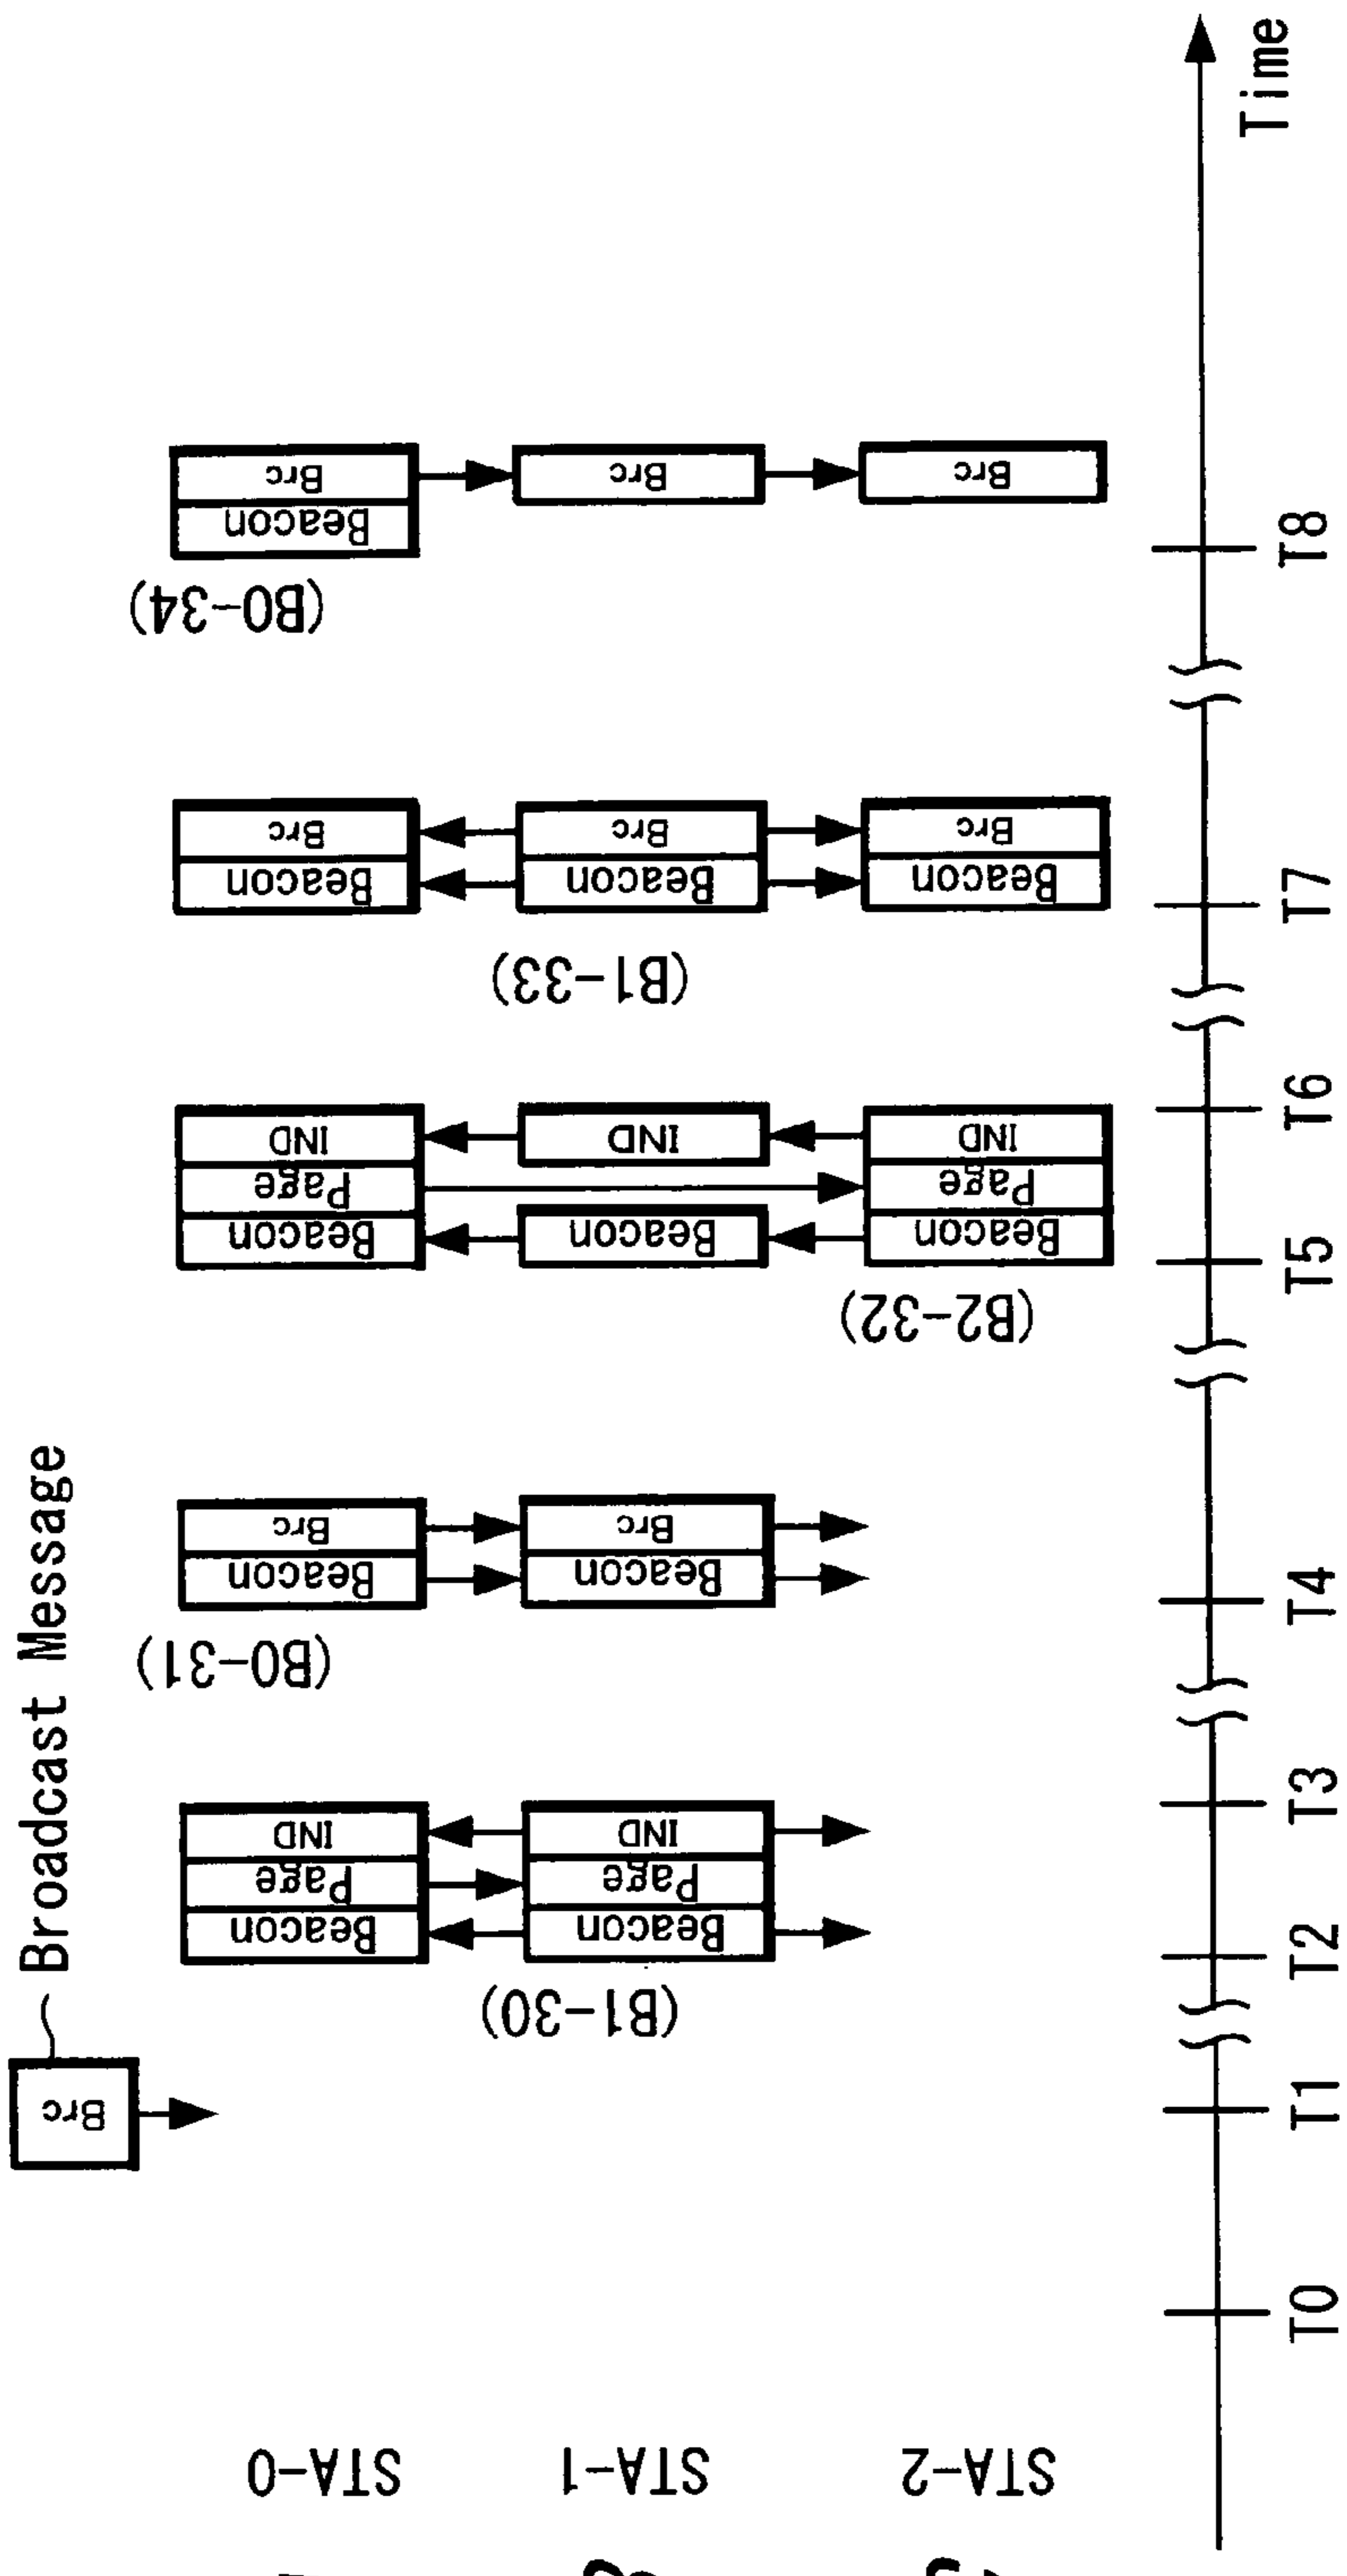 Broadcast Message
Brc
STA-0
STA-1
STA-2
(B1-30)
Beacon
Page
IND
Beacon
Page
IND
(B0-31)
Beacon
Brc
Beacon
Brc
(B2-32)
Beacon
Page
IND
Beacon
IND
Beacon
Page
IND
(B1-33)
Beacon
Brc
Beacon
Brc
Beacon
Brc
(B0-34)
Beacon
Brc
Brc
Brc
T0
T1
T2
T3
T4
T5
T6
T7
T8
Time